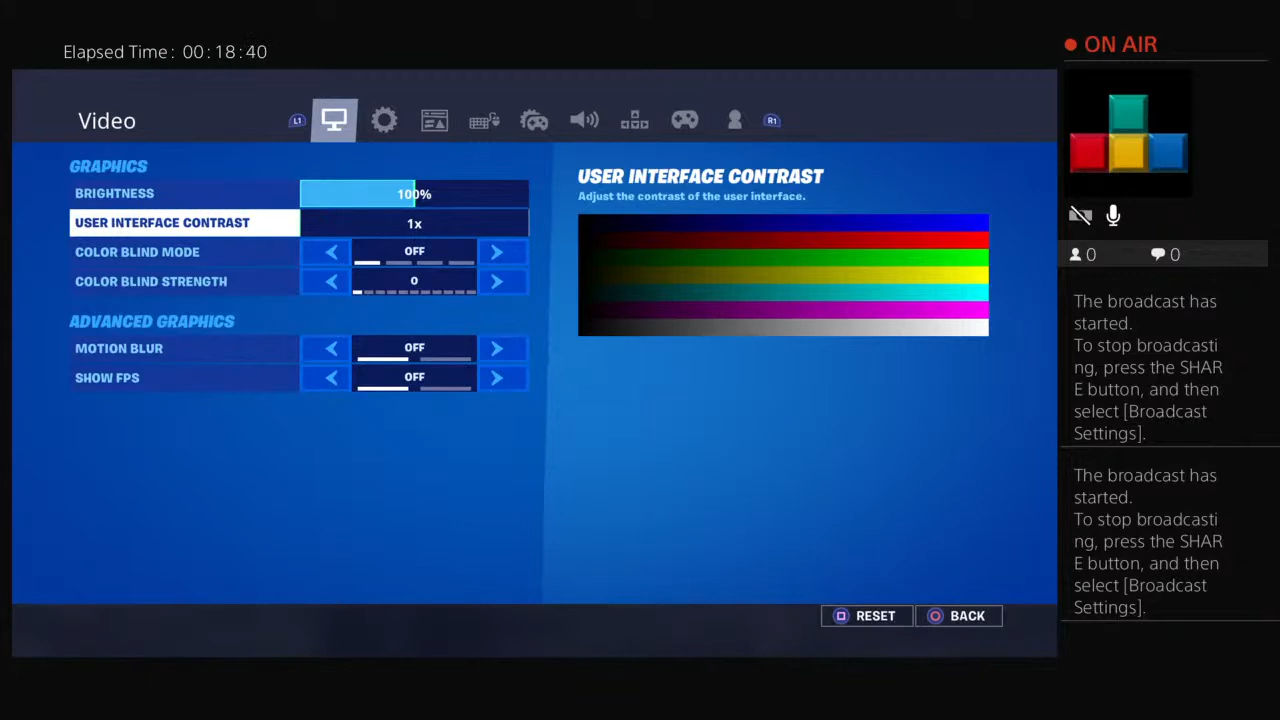 Elapsed Time: 00:18:40
ON AIR
Video
L1
R1
GRAPHICS
BRIGHTNESS 100%
USER INTERFACE CONTRAST 1x
COLOR BLIND MODE OFF
COLOR BLIND STRENGTH 0
ADVANCED GRAPHICS
MOTION BLUR OFF
SHOW FPS OFF
USER INTERFACE CONTRAST
Adjust the contrast of the user interface.
RESET BACK
0 0
The broadcast has
started.
To stop broadcasti
ng, press the SHAR
E button, and then
select [Broadcast
Settings].
The broadcast has
started.
To stop broadcasti
ng, press the SHAR
E button, and then
select [Broadcast
Settings].